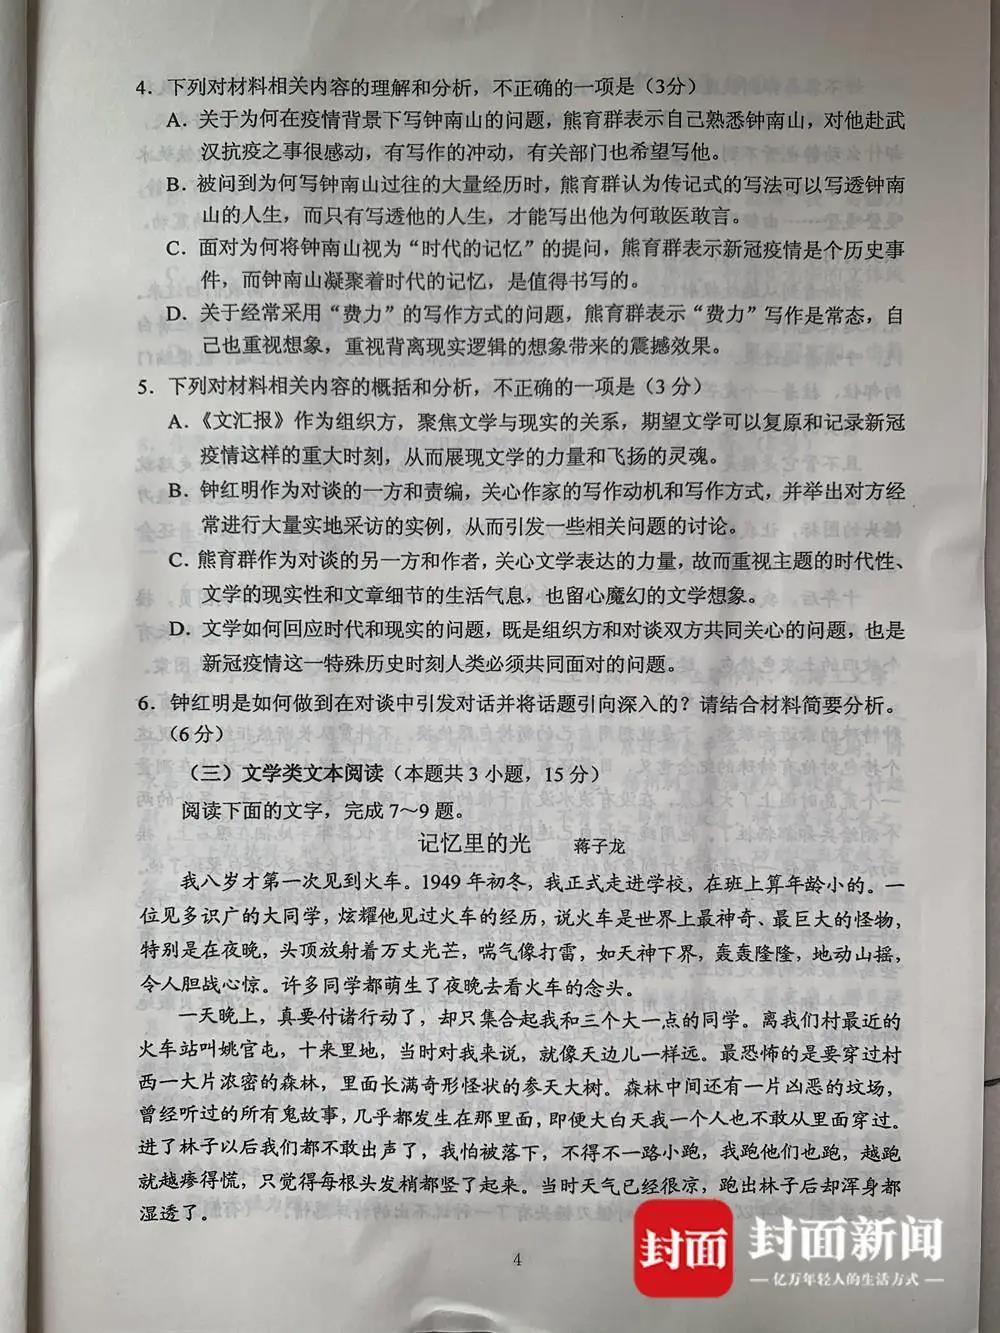 4．下列对材料相关内容的理解和分析，不正确的一项是（3分）
A．关于为何在疫情背景下写钟南山的问题，熊育群表示自己熟悉钟南山，对他赴武
汉抗疫之事很感动，有写作的冲动，有关部门也希望写他。
B．被问到为何写钟南山过往的大量经历时，熊育群认为传记式的写法可以写透钟南
山的人生，而只有写透他的人生，才能写出他为何敢医敢言。
C．面对为何将钟南山视为“时代的记忆”的提问，熊育群表示新冠疫情是个历史事
件，而钟南山凝聚着时代的记忆，是值得书写的。
D．关于经常采用“费力”的写作方式的问题，熊育群表示“费力”写作是常态，自
己也重视想象，重视背离现实逻辑的想象带来的震撼效果。
5．下列对材料相关内容的概括和分析，不正确的一项是（3 分）
A．《文汇报》作为组织方，聚焦文学与现实的关系，期望文学可以复原和记录新冠
疫情这样的重大时刻，从而展现文学的力量和飞扬的灵魂。
B．钟红明作为对谈的一方和责编，关心作家的写作动机和写作方式，并举出对方经
常进行大量实地采访的实例，从而引发一些相关问题的讨论。
C．熊育群作为对谈的另一方和作者，关心文学表达的力量，故而重视主题的时代性、
文学的现实性和文章细节的生活气息，也留心魔幻的文学想象。
D．文学如何回应时代和现实的问题，既是组织方和对谈双方共同关心的问题，也是
新冠疫情这一特殊历史时刻人类必须共同面对的问题。
6．钟红明是如何做到在对谈中引发对话并将话题引向深入的？请结合材料简要分析。
（6 分）
（三）文学类文本阅读（本题共 3 小题，15 分）
阅读下面的文字，完成 7～9 题。
记忆里的光 蒋子龙
我八岁才第一次见到火车。1949 年初冬，我正式走进学校，在班上算年龄小的。一
位见多识广的大同学，炫耀他见过火车的经历，说火车是世界上最神奇、最巨大的怪物，
特别是在夜晚，头顶放射着万丈光芒，喘气像打雷，如天神下界，轰轰隆隆，地动山摇，
令人胆战心惊。许多同学都萌生了夜晚去看火车的念头。
一天晚上，真要付诸行动了，却只集合起我和三个大一点的同学。离我们村最近的
火车站叫姚官屯，十来里地，当时对我来说，就像天边儿一样远。最恐怖的是要穿过村
西一大片浓密的森林，里面长满奇形怪状的参天大树。森林中间还有一片凶恶的坟场，
曾经听过的所有鬼故事，几乎都发生在那里面，即便大白天我一个人也不敢从里面穿过。
进了林子以后我们都不敢出声了，我怕被落下，不得不一路小跑，我跑他们也跑，越跑
就越瘆得慌，只觉得每根头发梢都竖了起来。当时天气已经很凉，跑出林子后却浑身都
湿透了。
4
封面
封面新闻
亿万年轻人的生活方式